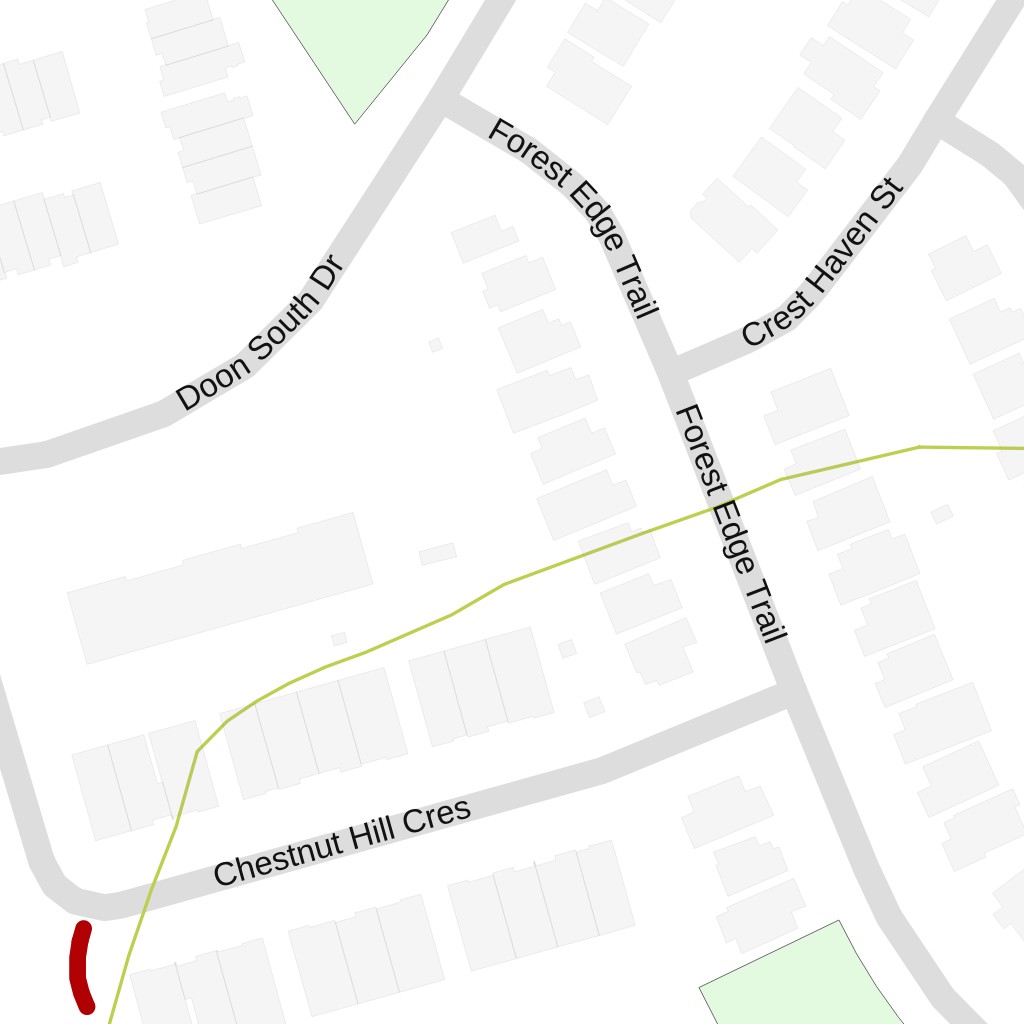 Forest Edge Trail
Crest Haven St
Doon South Dr
Forest Edge Trail
Chestnut Hill Cres